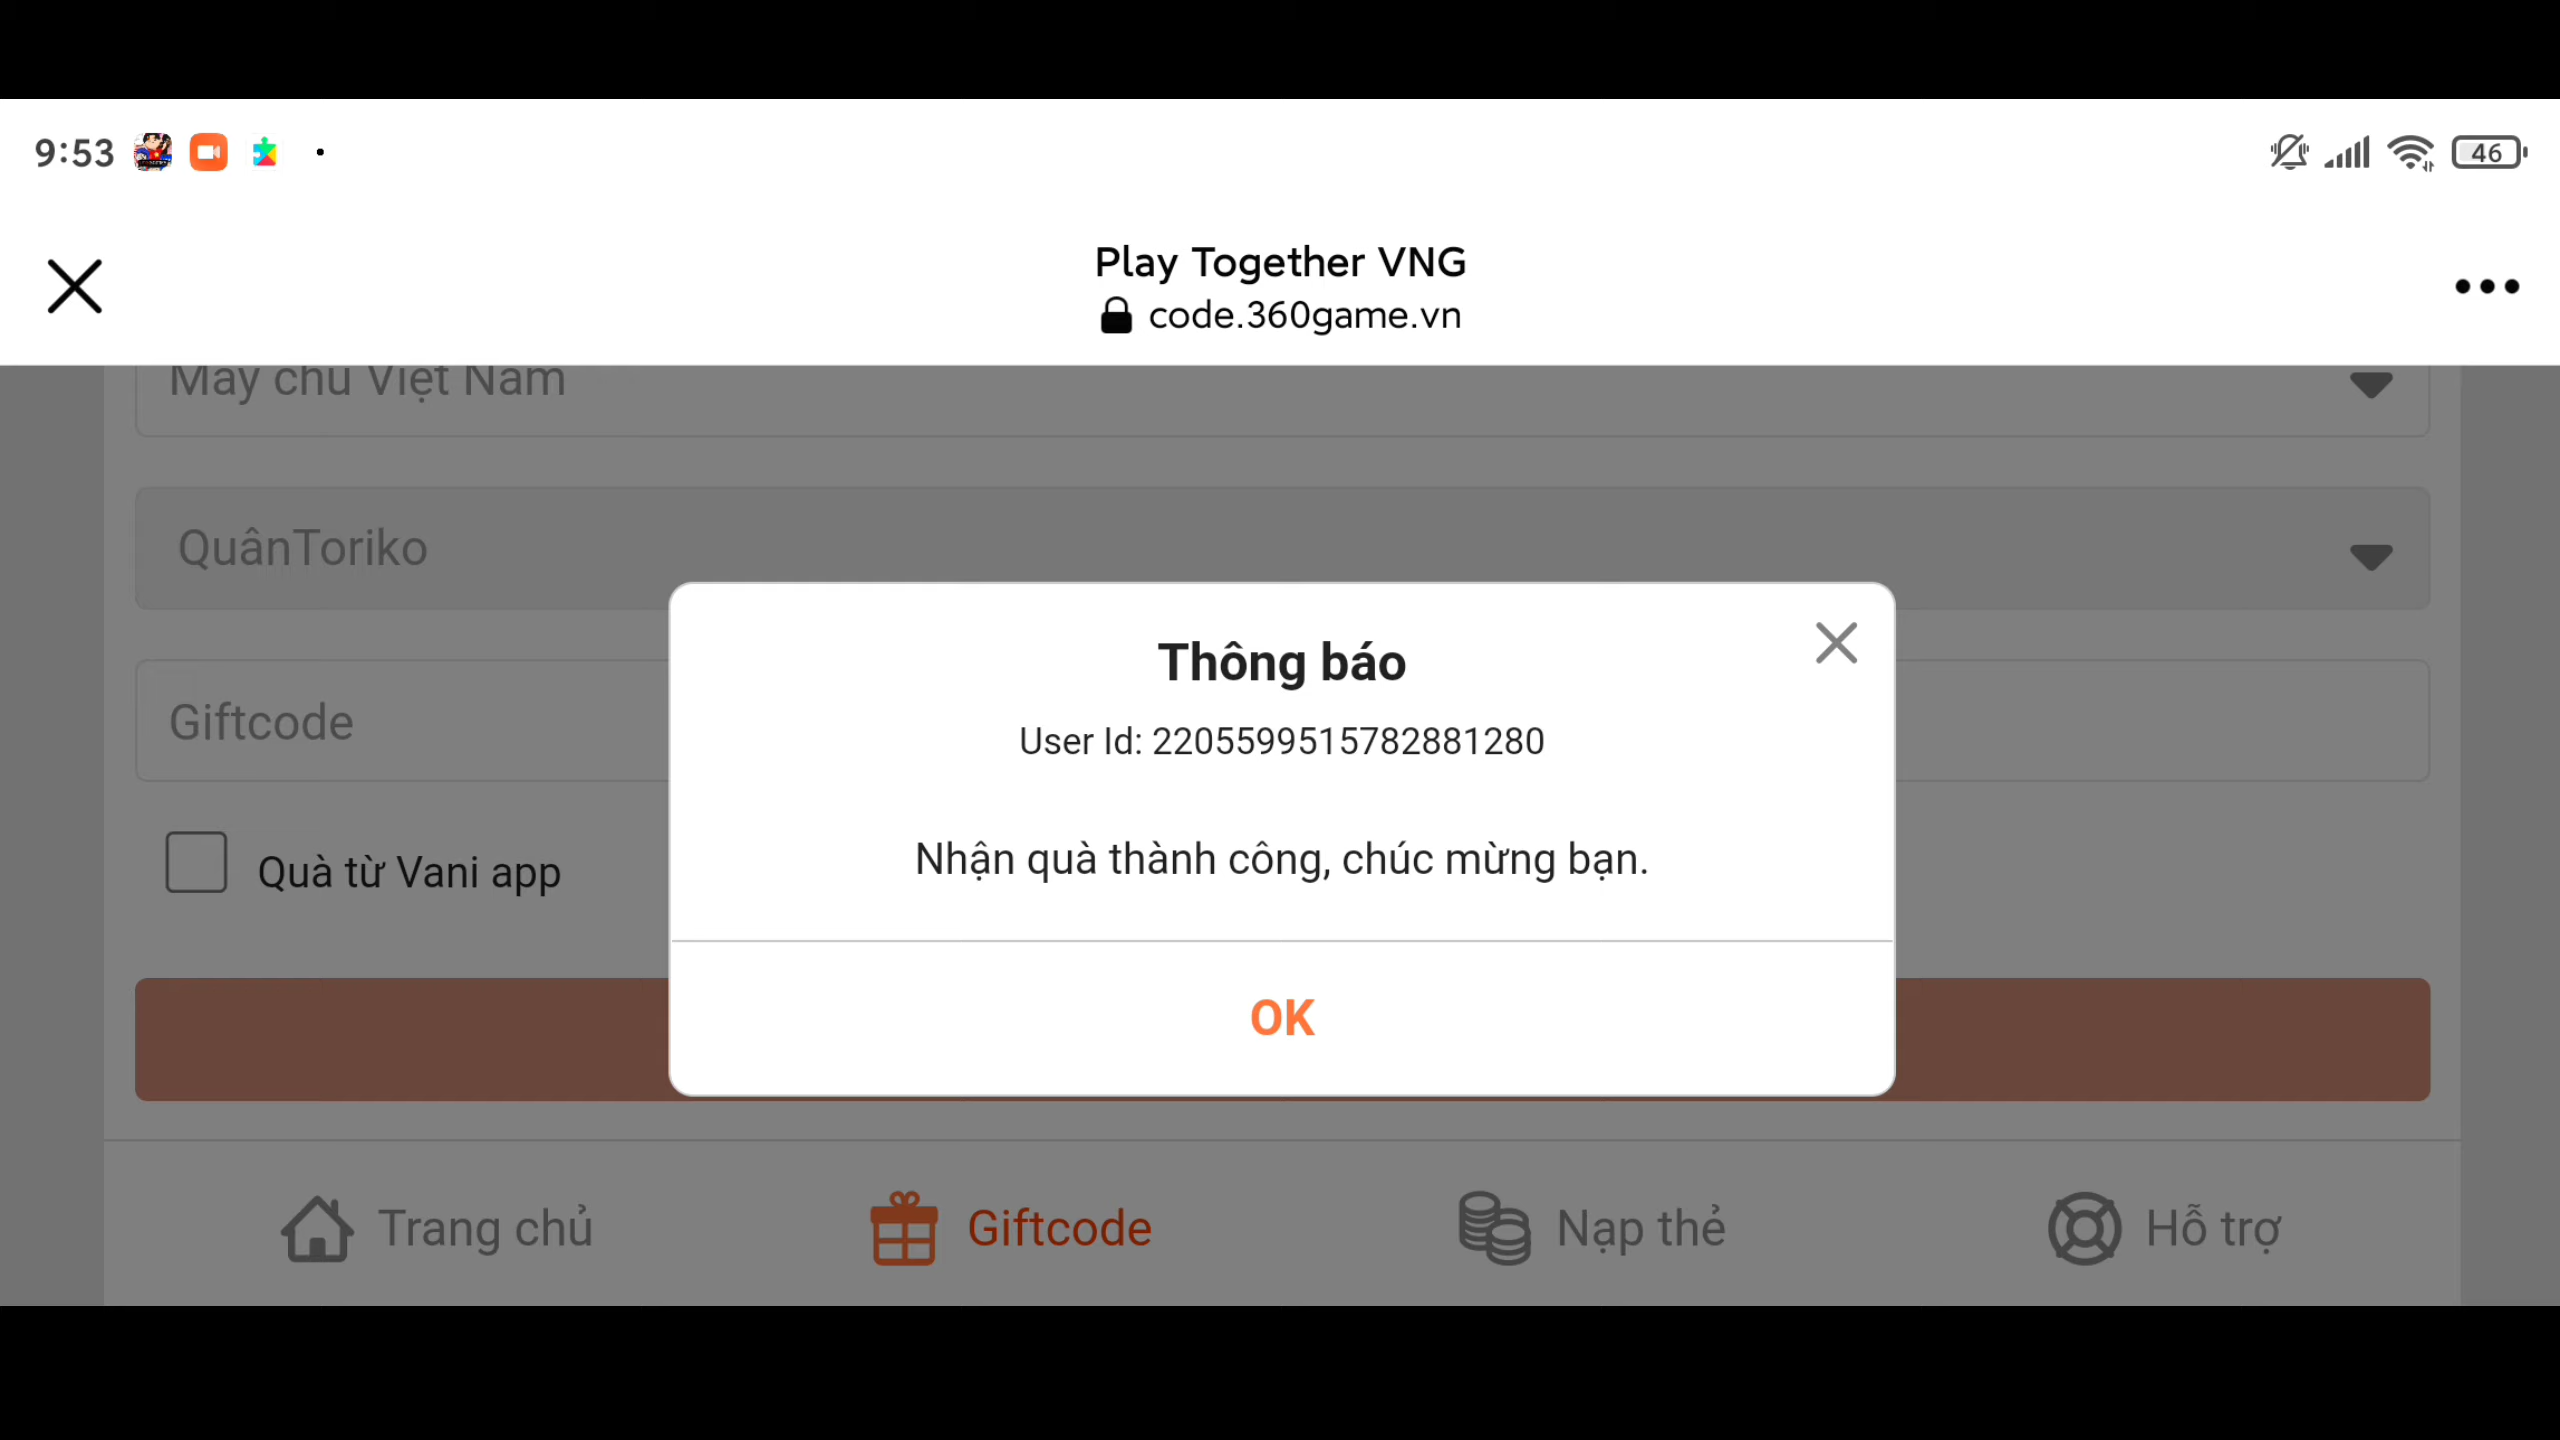 9:53
46
Play Together VNG
code.360game.vn
Máy chủ Việt Nam
QuânToriko
Giftcode
Quà từ Vani app
Thông báo
User Id: 2205599515782881280
Nhận quà thành công, chúc mừng bạn.
OK
Trang chủ
Giftcode
Nạp thẻ
Hỗ trợ